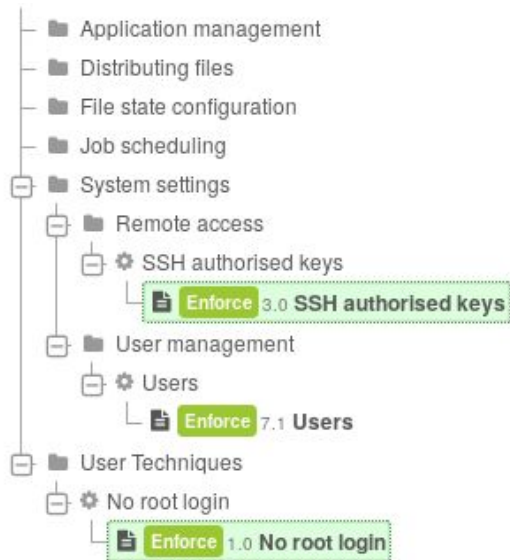 Application management
Distributing files
File state configuration
Job scheduling
System settings
Remote access
SSH authorised keys
Enforce 3.0 SSH authorised keys
User management
Users
Enforce 7.1 Users
User Techniques
No root login
Enforce 1.0 No root login